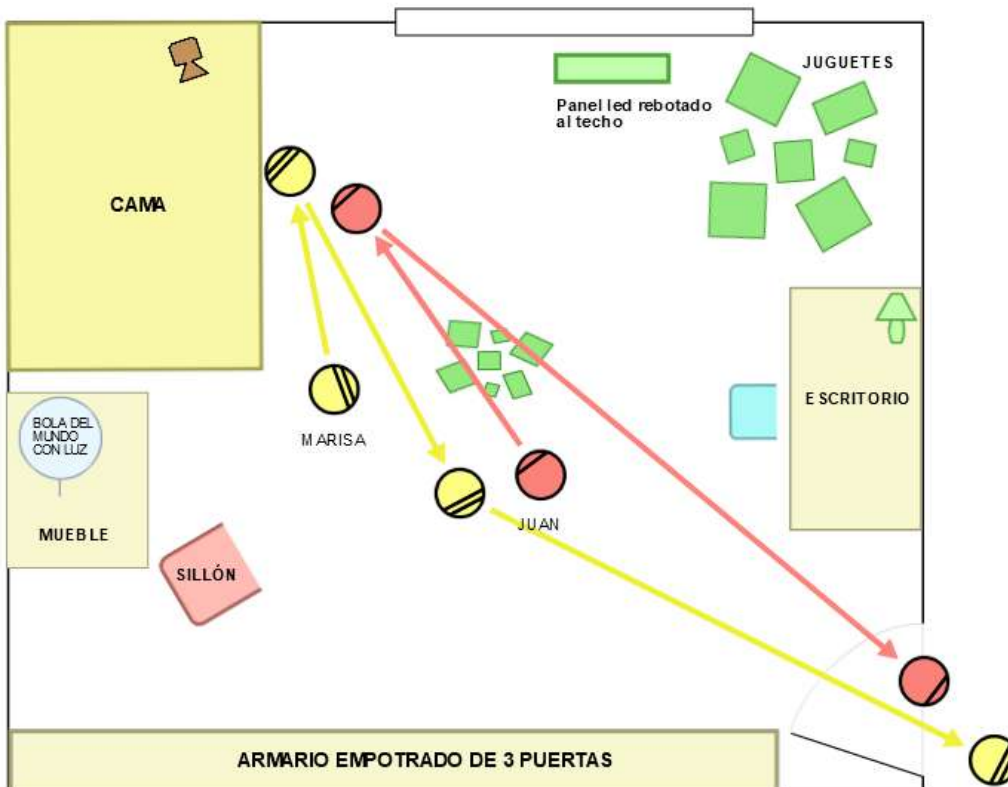 JUGUETES
Panel led rebotado
al techo
CAMA
ESCRITORIO
BOLA DEL
MUNDO
CON LUZ
MARISA
MUEBLE
JUAN
SILLÓN
ARMARIO EMPOTRADO DE 3 PUERTAS